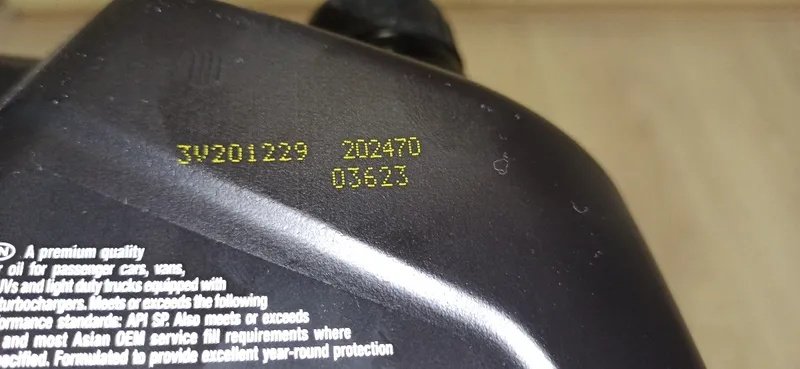 3V201229 202470
03623
N A premium quality
r oil for passenger cars, vans,
UVs and light duty trucks equipped with
turbochargers. Meets or exceeds the following
formance standards: API SP. Also meets or exceeds
and most Asian OEM service fill requirements where
pecified. Formulated to provide excellent year-round protection